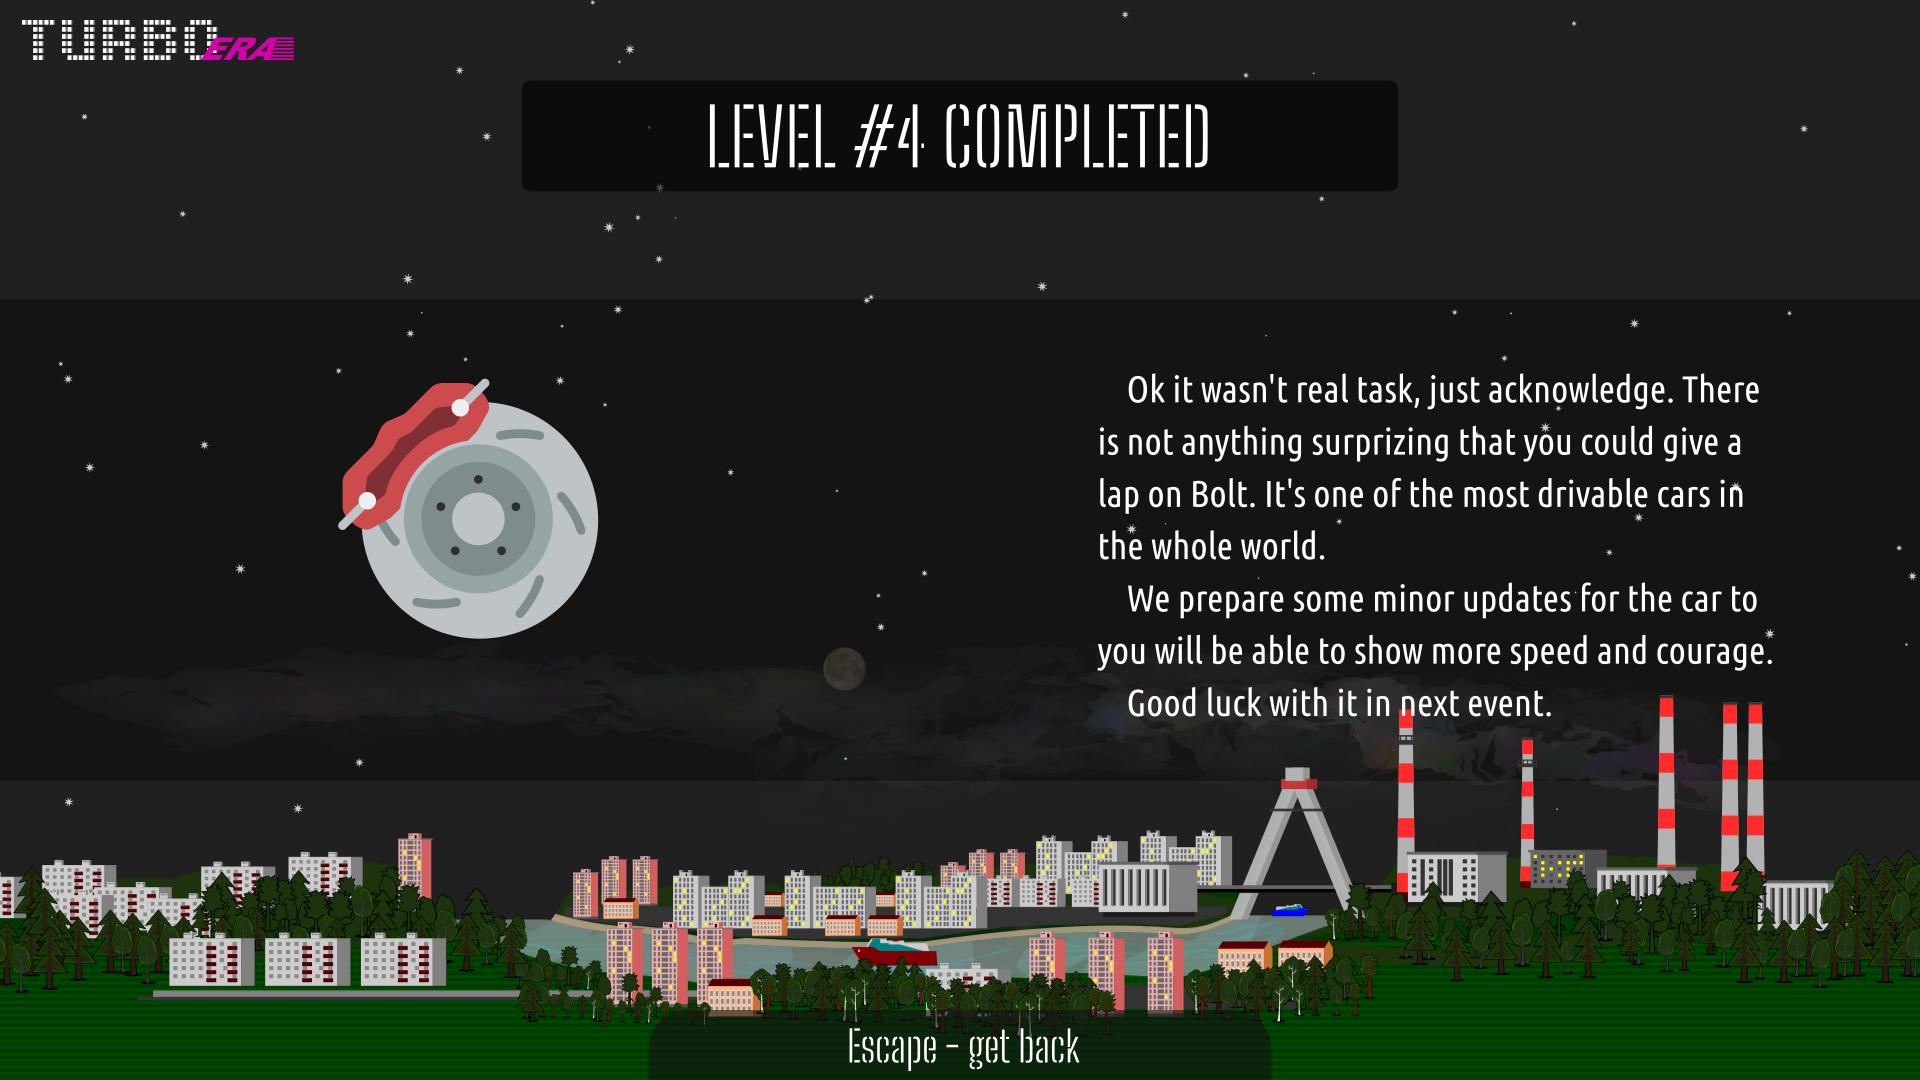 TURBO ERA
LEVEL #4 COMPLETED
Ok it wasn't real task, just acknowledge. There
is not anything surprizing that you could give a
lap on Bolt. It's one of the most drivable cars in
the whole world.
We prepare some minor updates for the car to
you will be able to show more speed and courage.
Good luck with it in next event.
Escape - get back